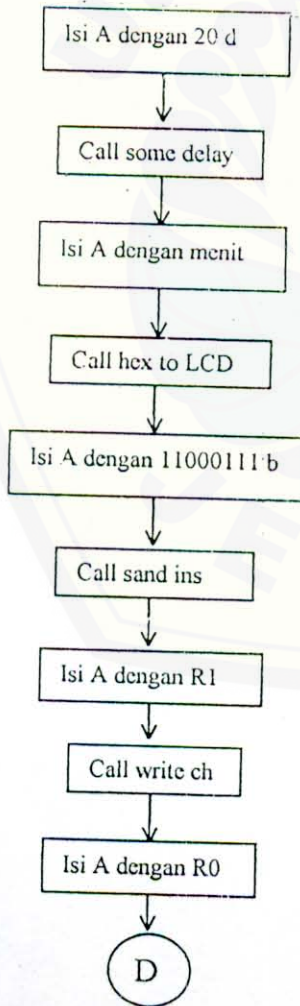 Isi A dengan 20 d
Call some delay
Isi A dengan menit
Call hex to LCD
Isi A dengan 11000111 b
Call sand ins
Isi A dengan R1
Call write ch
Isi A dengan R0
D